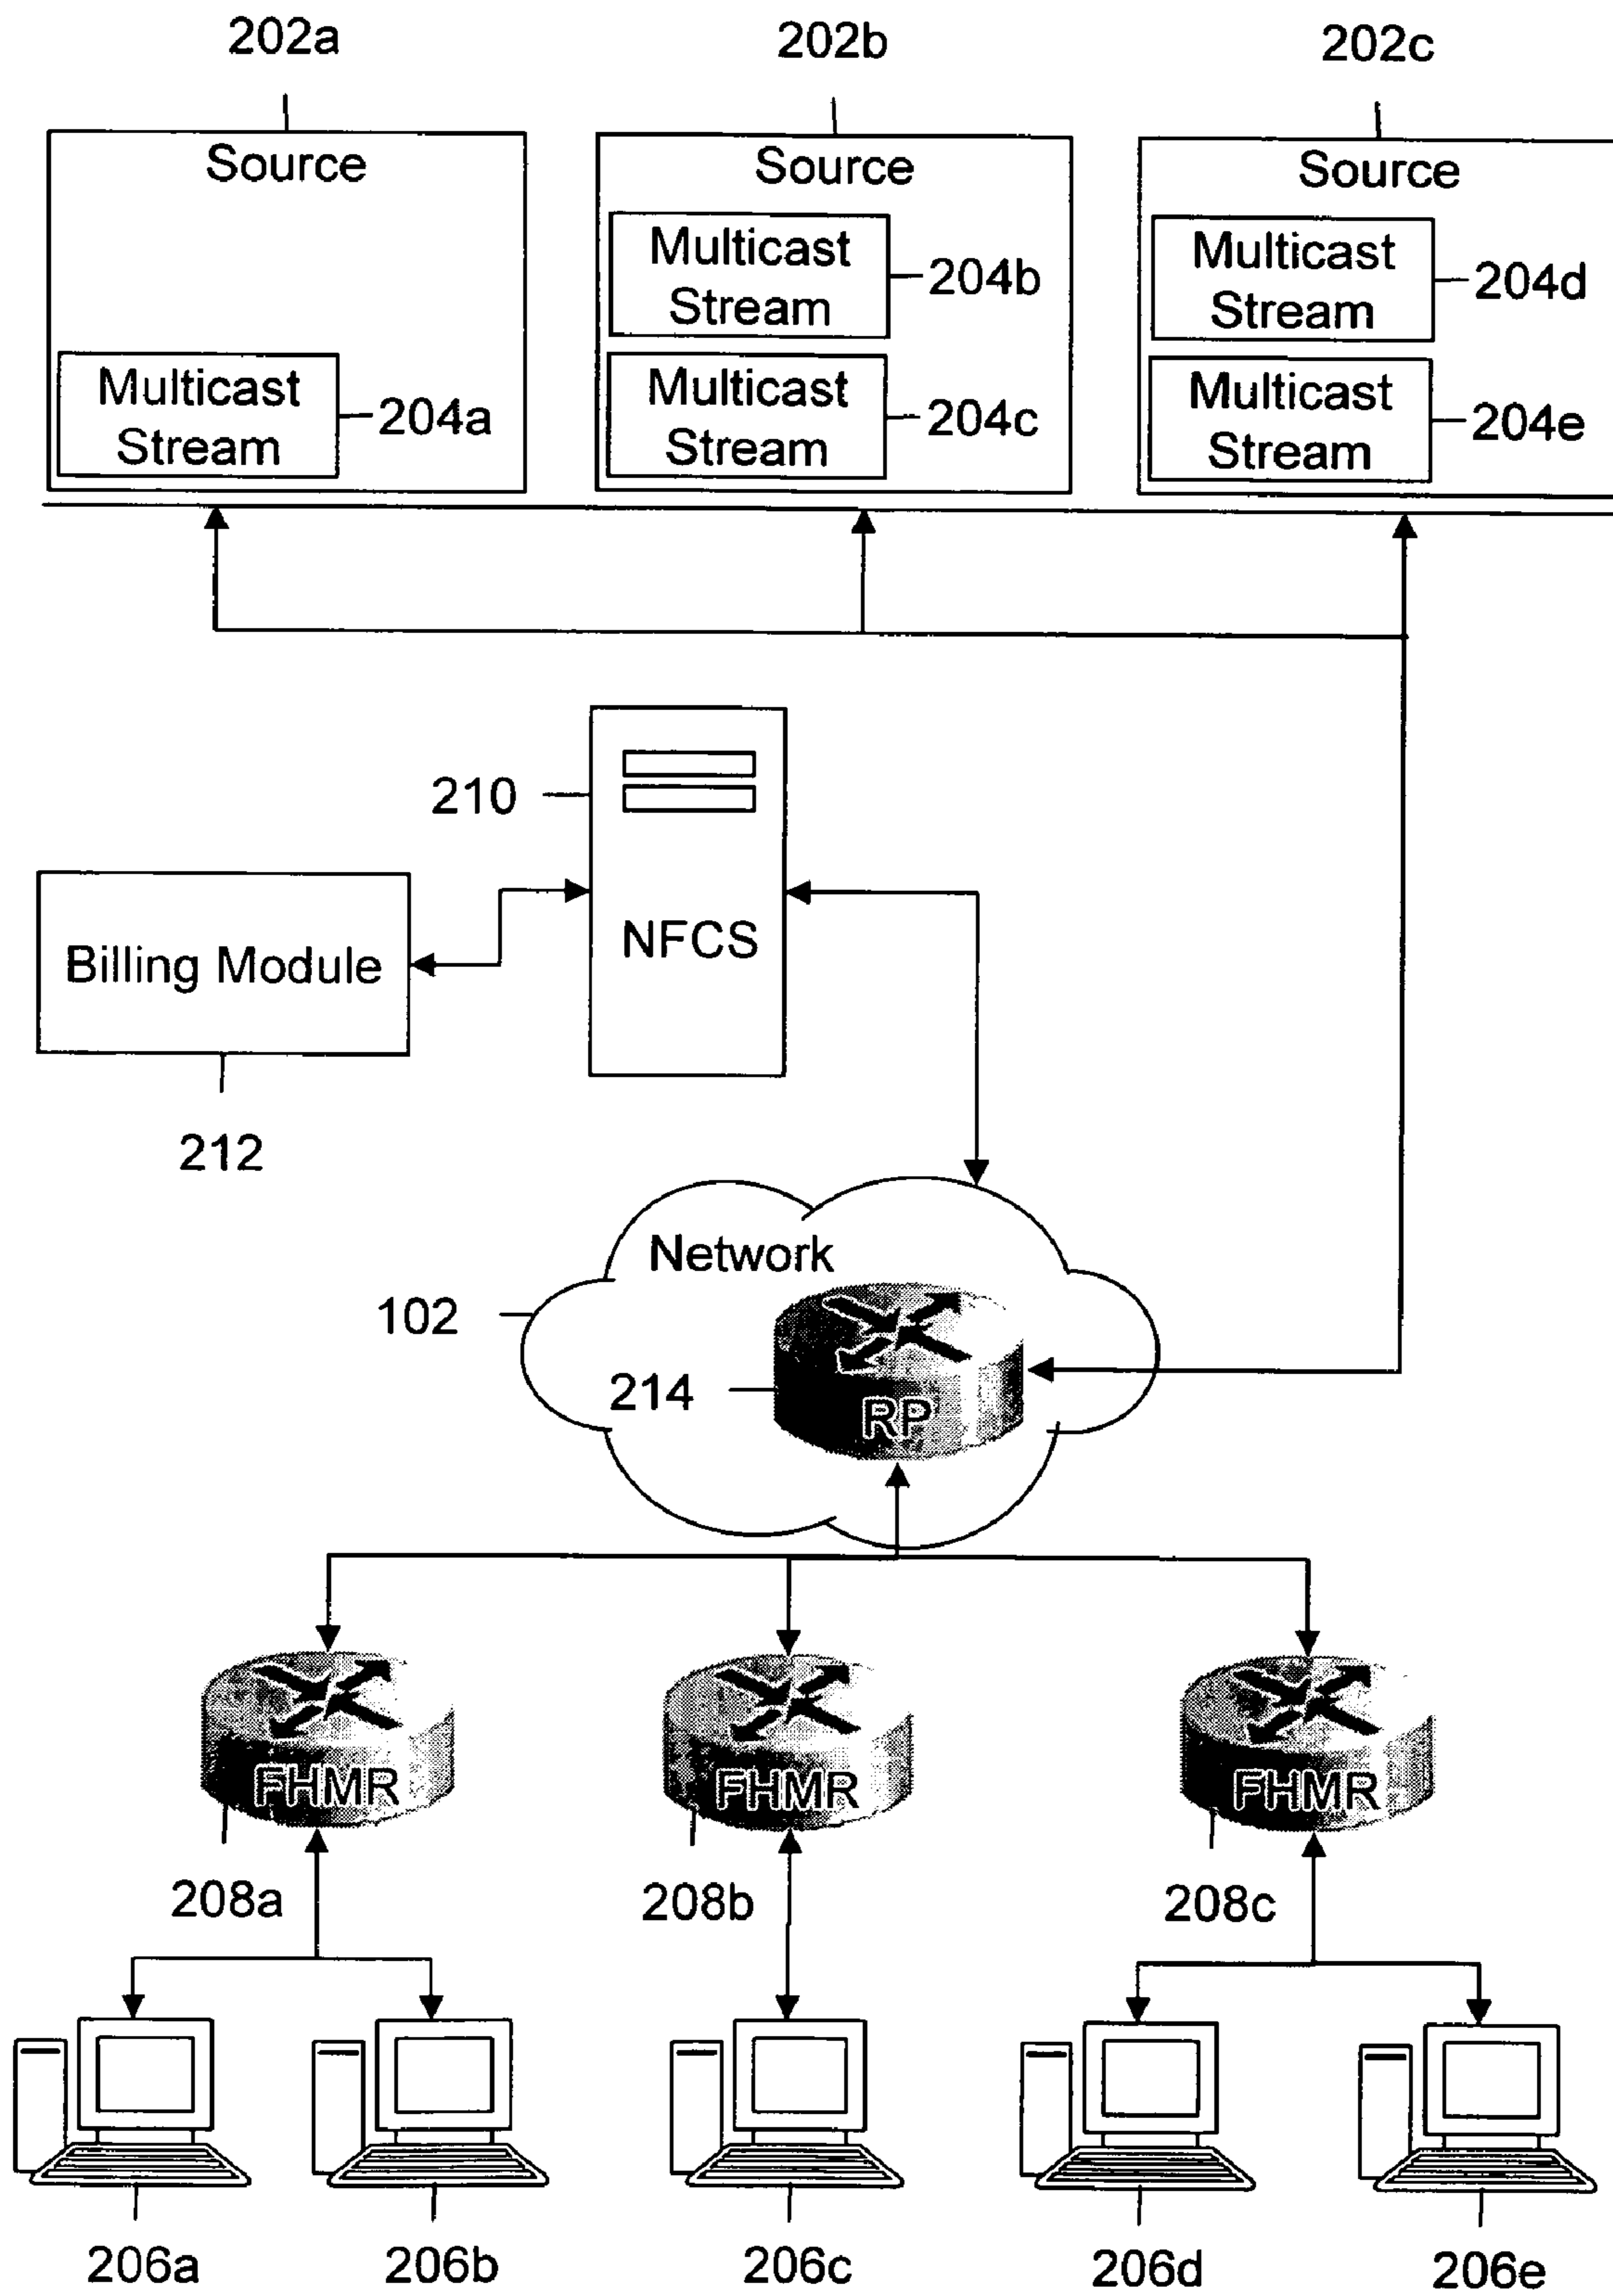 202a
202b
202c
Source
Source
Source
Multicast
Stream
204b
Multicast
Stream
204d
Multicast
Stream
204a
Multicast
Stream
204c
Multicast
Stream
204e
210
NFCS
Billing Module
212
Network
102
214
RP
FHMR
FHMR
FHMR
208a
208b
208c
206a
206b
206c
206d
206e